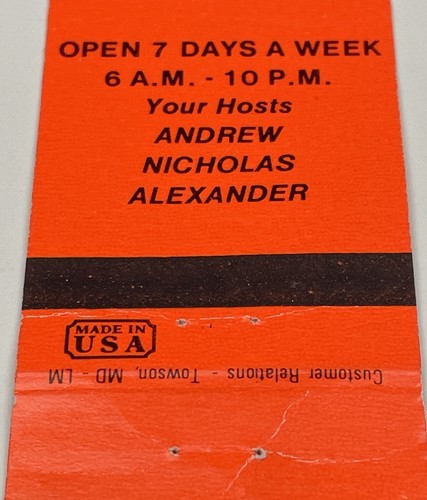 OPEN 7 DAYS A WEEK
6 A.M. - 10 P.M.
Your Hosts
ANDREW
NICHOLAS
ALEXANDER
MADE IN
USA
Customer Relations - Towson, MD - LM